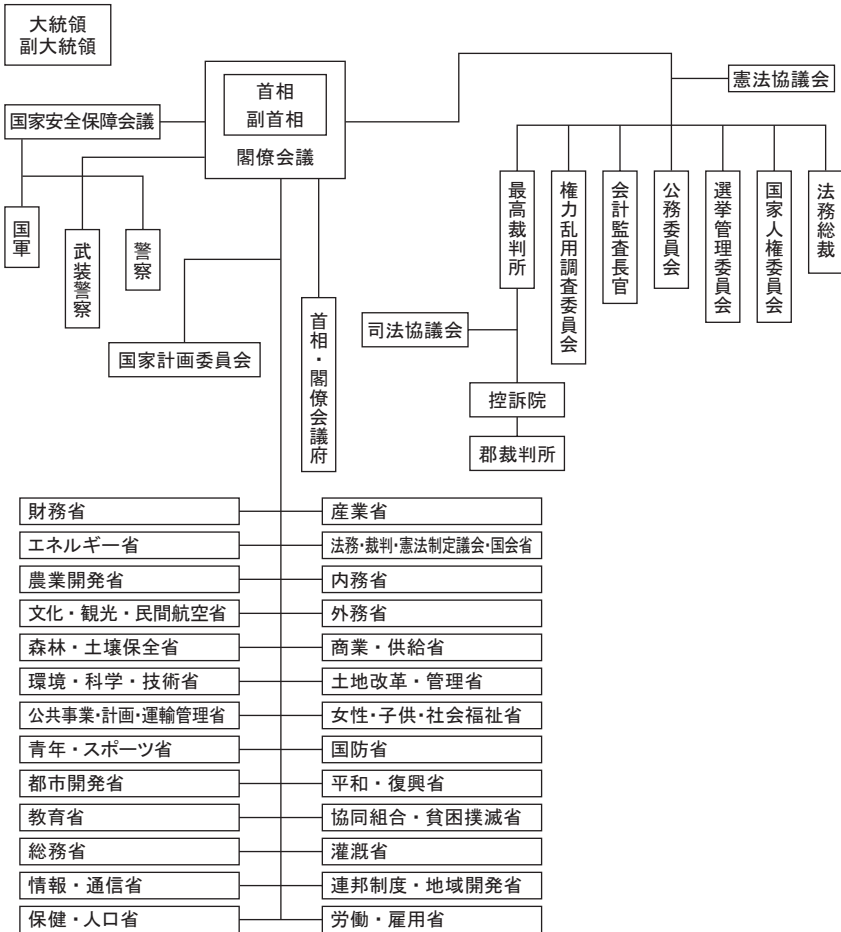 大統領
副大統領
首相
副首相
閣僚会議
憲法協議会
国家安全保障会議
国軍
武装警察
警察
最高裁判所
権力乱用調査委員会
会計監査長官
公務委員会
選挙管理委員会
国家人権委員会
法務総裁
国家計画委員会
首相・閣僚会議府
司法協議会
控訴院
郡裁判所
財務省
産業省
エネルギー省
法務・裁判・憲法制定議会・国会省
農業開発省
内務省
文化・観光・民間航空省
外務省
森林・土壌保全省
商業・供給省
環境・科学・技術省
土地改革・管理省
公共事業・計画・運輸管理省
女性・子供・社会福祉省
青年・スポーツ省
国防省
都市開発省
平和・復興省
教育省
協同組合・貧困撲滅省
総務省
灌漑省
情報・通信省
連邦制度・地域開発省
保健・人口省
労働・雇用省